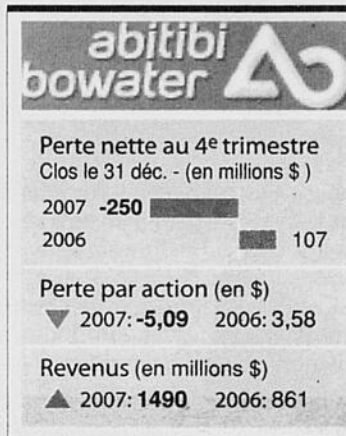 abitibi
bowater
Perte nette au 4e trimestre
Clos le 31 déc. - (en millions $ )
2007 -250
2006 107
Perte par action (en $)
2007: -5,09 2006: 3,58
Revenus (en millions $)
2007: 1490 2006: 861